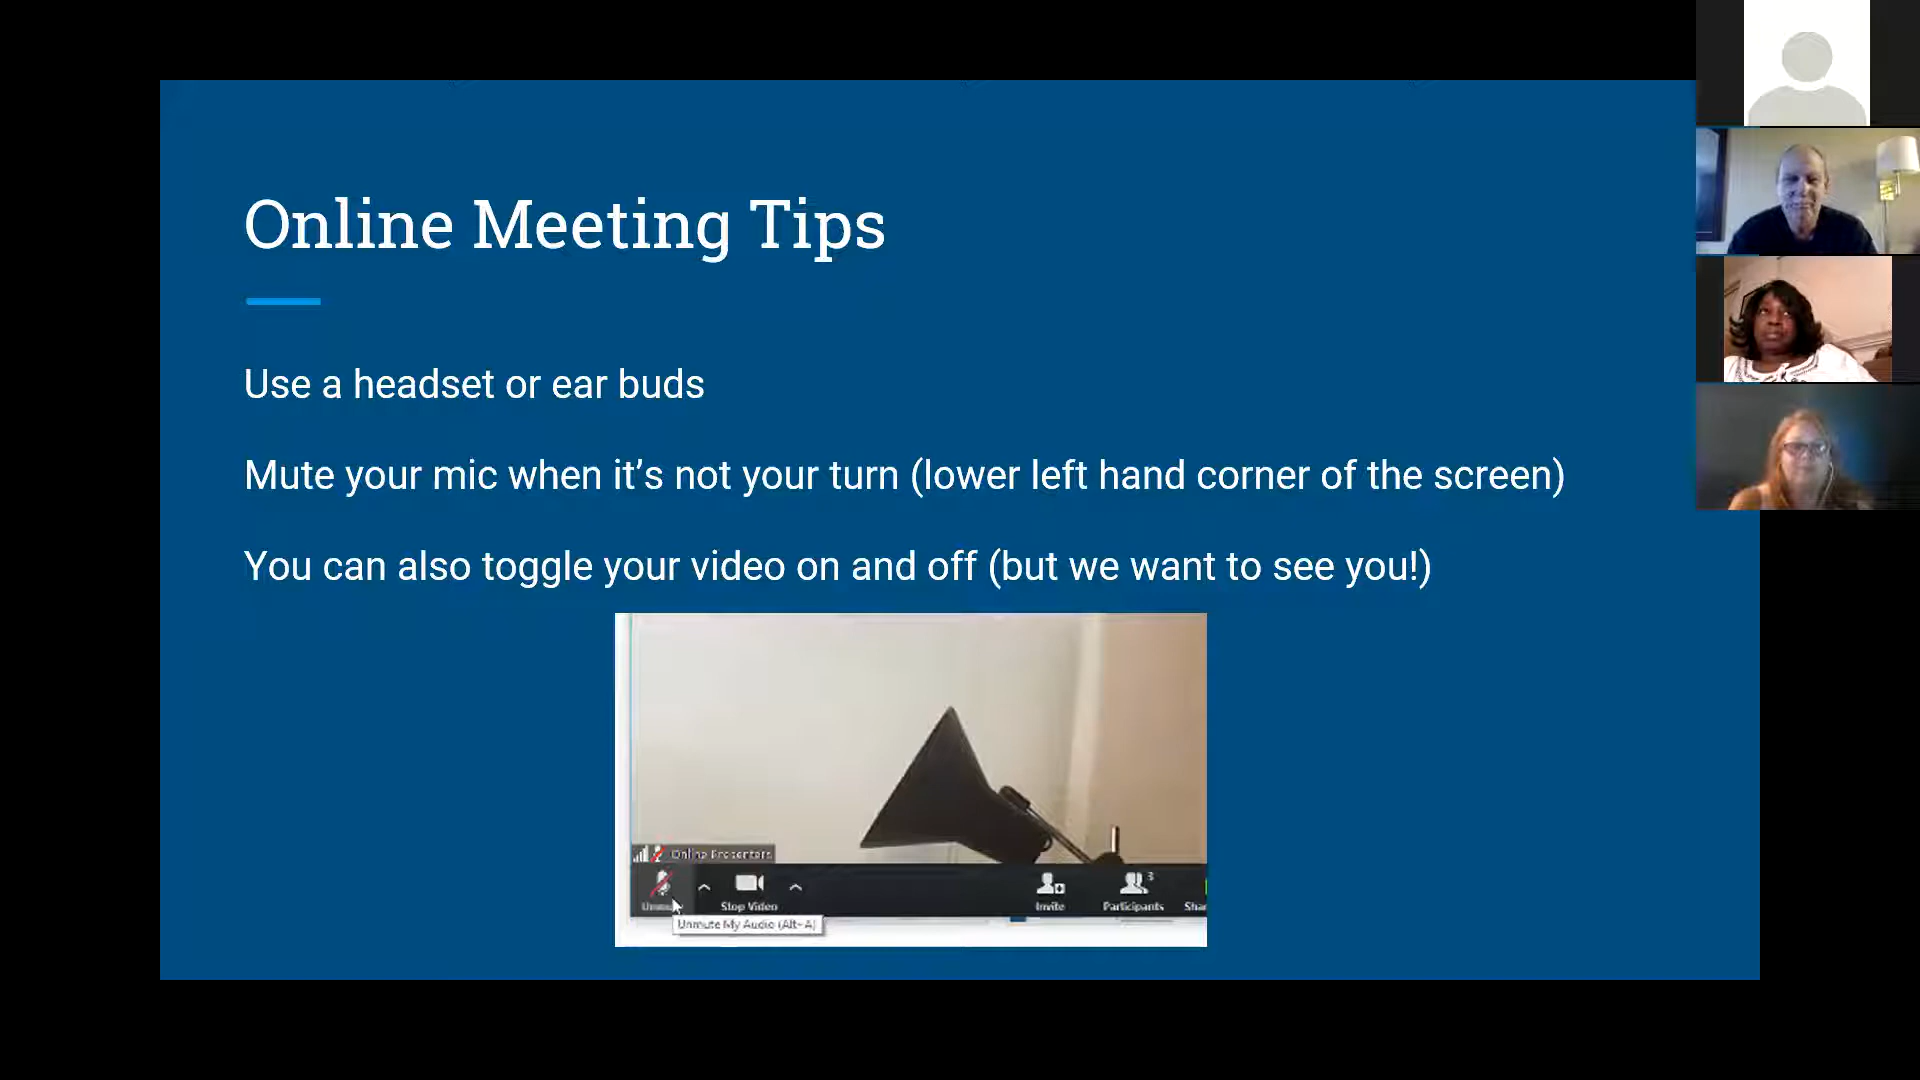 Online Meeting Tips
Use a headset or ear buds
Mute your mic when it’s not your turn (lower left hand corner of the screen)
You can also toggle your video on and off (but we want to see you!)
Online Presenters
3
Stop Video
Invite
Participants
Unmute My Audio (Alt+A)